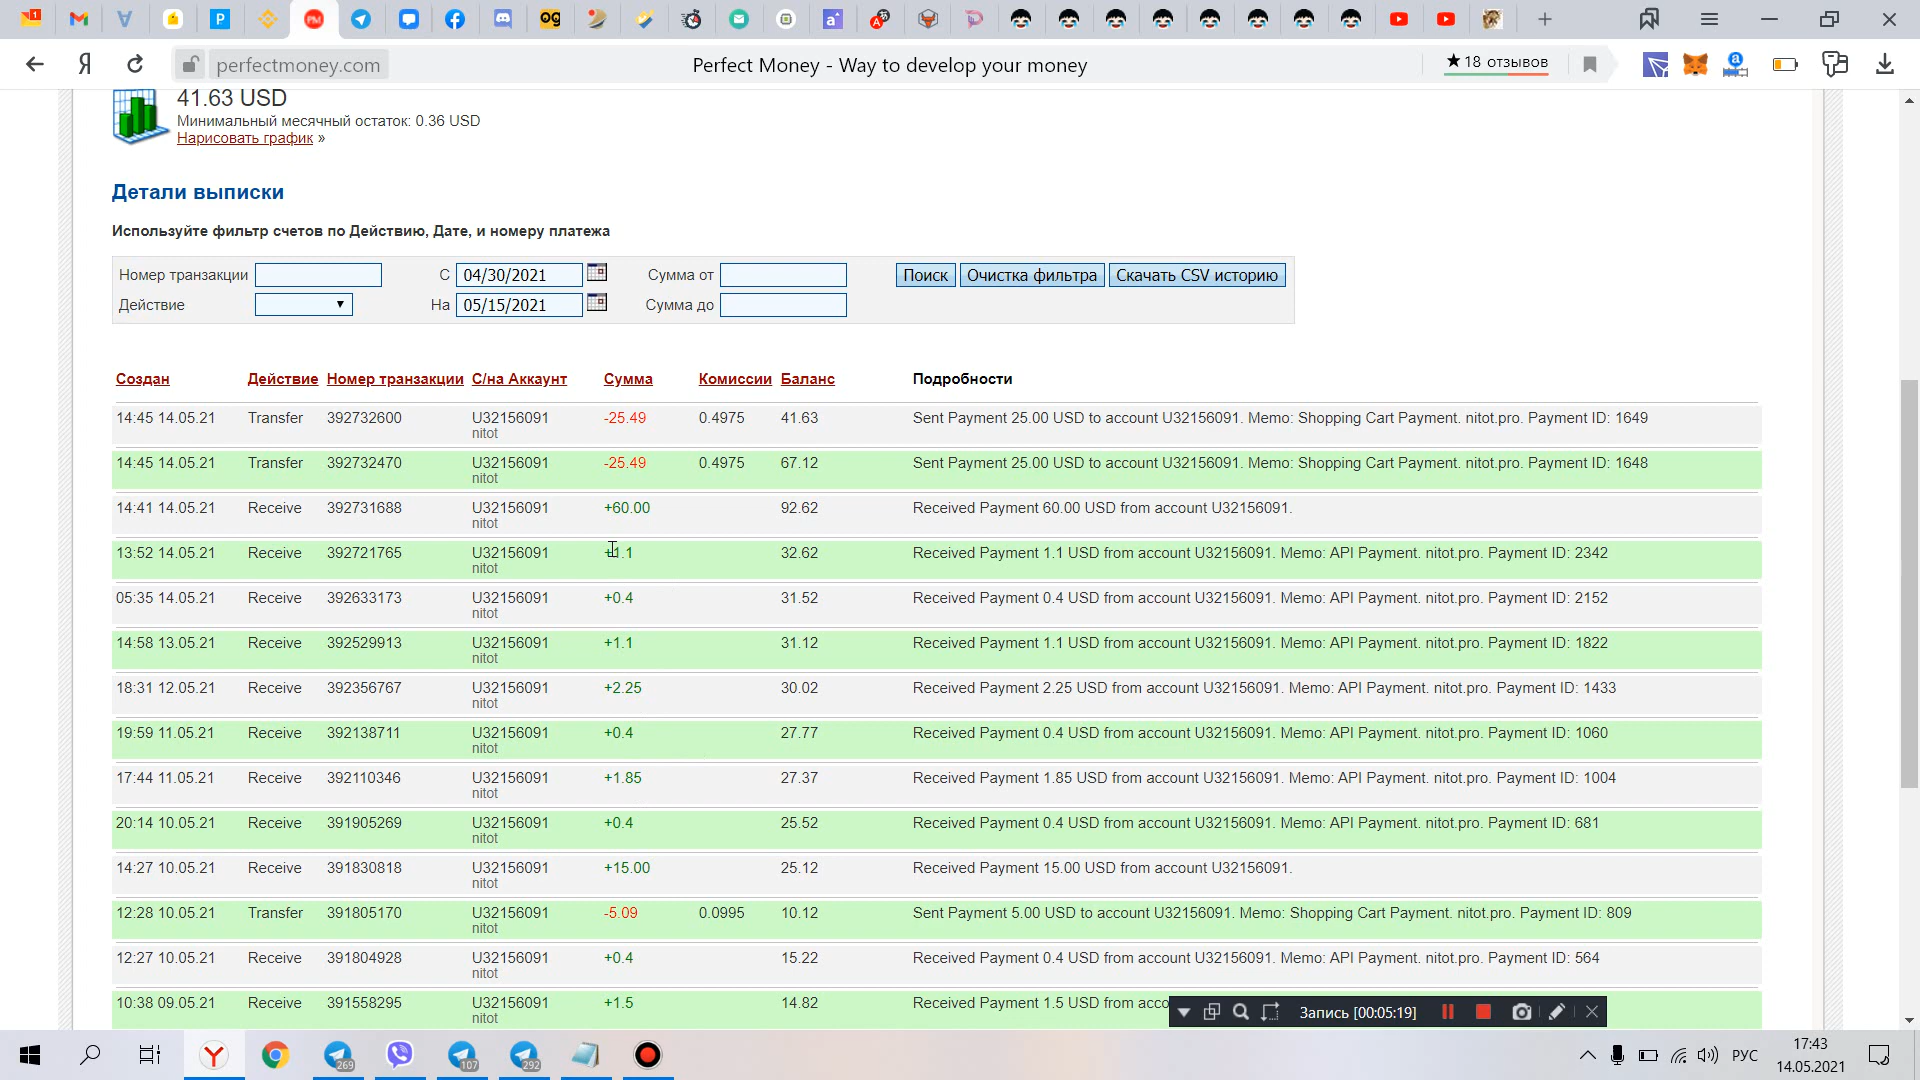 perfectmoney.com
Perfect Money - Way to develop your money
★18 отзывов
41.63 USD
Минимальный месячный остаток: 0.36 USD
Нарисовать график »
Детали выписки
Используйте фильтр счетов по Действию, Дате, и номеру платежа
Номер транзакции С 04/30/2021 Сумма от Поиск Очистка фильтра Скачать CSV историю
Действие На 05/15/2021 Сумма до
Создан Действие Номер транзакции С/на Аккаунт Сумма Комиссии Баланс Подробности
14:45 14.05.21 Transfer 392732600 U32156091 -25.49 0.4975 41.63 Sent Payment 25.00 USD to account U32156091. Memo: Shopping Cart Payment. nitot.pro. Payment ID: 1649
nitot
14:45 14.05.21 Transfer 392732470 U32156091 -25.49 0.4975 67.12 Sent Payment 25.00 USD to account U32156091. Memo: Shopping Cart Payment. nitot.pro. Payment ID: 1648
nitot
14:41 14.05.21 Receive 392731688 U32156091 +60.00 92.62 Received Payment 60.00 USD from account U32156091.
nitot
13:52 14.05.21 Receive 392721765 U32156091 +1.1 32.62 Received Payment 1.1 USD from account U32156091. Memo: API Payment. nitot.pro. Payment ID: 2342
nitot
05:35 14.05.21 Receive 392633173 U32156091 +0.4 31.52 Received Payment 0.4 USD from account U32156091. Memo: API Payment. nitot.pro. Payment ID: 2152
nitot
14:58 13.05.21 Receive 392529913 U32156091 +1.1 31.12 Received Payment 1.1 USD from account U32156091. Memo: API Payment. nitot.pro. Payment ID: 1822
nitot
18:31 12.05.21 Receive 392356767 U32156091 +2.25 30.02 Received Payment 2.25 USD from account U32156091. Memo: API Payment. nitot.pro. Payment ID: 1433
nitot
19:59 11.05.21 Receive 392138711 U32156091 +0.4 27.77 Received Payment 0.4 USD from account U32156091. Memo: API Payment. nitot.pro. Payment ID: 1060
nitot
17:44 11.05.21 Receive 392110346 U32156091 +1.85 27.37 Received Payment 1.85 USD from account U32156091. Memo: API Payment. nitot.pro. Payment ID: 1004
nitot
20:14 10.05.21 Receive 391905269 U32156091 +0.4 25.52 Received Payment 0.4 USD from account U32156091. Memo: API Payment. nitot.pro. Payment ID: 681
nitot
14:27 10.05.21 Receive 391830818 U32156091 +15.00 25.12 Received Payment 15.00 USD from account U32156091.
nitot
12:28 10.05.21 Transfer 391805170 U32156091 -5.09 0.0995 10.12 Sent Payment 5.00 USD to account U32156091. Memo: Shopping Cart Payment. nitot.pro. Payment ID: 809
nitot
12:27 10.05.21 Receive 391804928 U32156091 +0.4 15.22 Received Payment 0.4 USD from account U32156091. Memo: API Payment. nitot.pro. Payment ID: 564
nitot
10:38 09.05.21 Receive 391558295 U32156091 +1.5 14.82 Received Payment 1.5 USD from acco
nitot
Запись [00:05:19]
269
107
292
РУС
17:43
14.05.2021